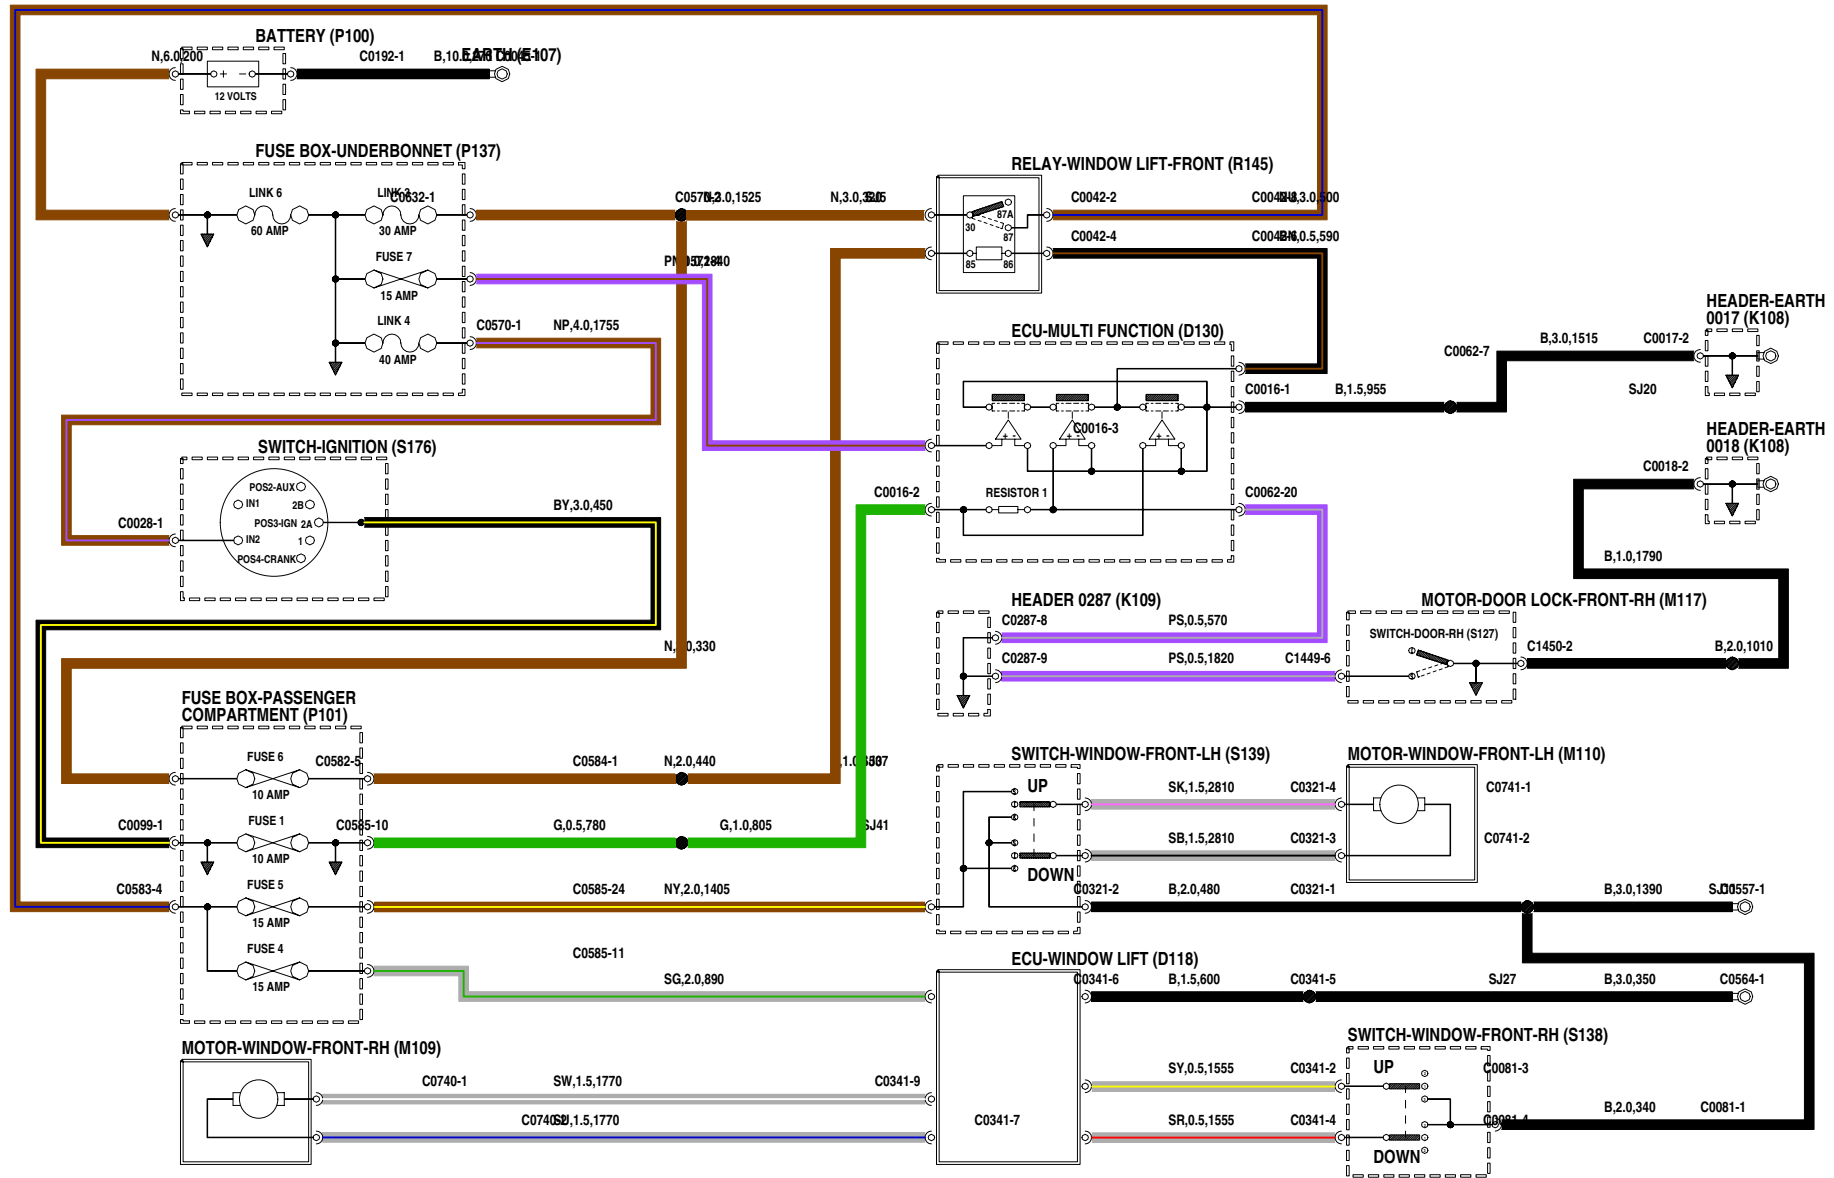 BATTERY (P100)
N,6.0,200
C0192-1
EARTH (E107)
+ -
12 VOLTS
FUSE BOX-UNDERBONNET (P137)
LINK 6
60 AMP
C0632-1
30 AMP
FUSE 7
15 AMP
LINK 4
40 AMP
C0570-1
NP,4.0,1755
RELAY-WINDOW LIFT-FRONT (R145)
87A
30
87
85
86
C0042-2
C0042-4
ECU-MULTI FUNCTION (D130)
C0016-3
RESISTOR 1
C0016-1
B,1.5,955
C0062-7
B,3.0,1515
C0017-2
SJ20
HEADER-EARTH
0017 (K108)
HEADER-EARTH
0018 (K108)
C0018-2
B,1.0,1790
C0016-2
C0062-20
SWITCH-IGNITION (S176)
POS2-AUX
IN1
2B
POS3-IGN 2A
IN2
1
POS4-CRANK
C0028-1
BY,3.0,450
HEADER 0287 (K109)
C0287-8
PS,0.5,570
C0287-9
PS,0.5,1820
C1449-6
MOTOR-DOOR LOCK-FRONT-RH (M117)
SWITCH-DOOR-RH (S127)
C1450-2
B,2.0,1010
FUSE BOX-PASSENGER
COMPARTMENT (P101)
FUSE 6
10 AMP
C0582-5
C0584-1
N,2.0,440
C0099-1
FUSE 1
10 AMP
C0585-10
G,0.5,780
G,1.0,805
SJ41
C0583-4
FUSE 5
15 AMP
C0585-24
NY,2.0,1405
FUSE 4
15 AMP
C0585-11
SG,2.0,890
SWITCH-WINDOW-FRONT-LH (S139)
UP
DOWN
SK,1.5,2810
C0321-4
SB,1.5,2810
C0321-3
C0321-2
B,2.0,480
C0321-1
B,3.0,1390
MOTOR-WINDOW-FRONT-LH (M110)
C0741-1
C0741-2
ECU-WINDOW LIFT (D118)
C0341-6
B,1.5,600
C0341-5
SJ27
B,3.0,350
C0564-1
C0341-7
SY,0.5,1555
C0341-2
SR,0.5,1555
C0341-4
SWITCH-WINDOW-FRONT-RH (S138)
UP
DOWN
C0081-3
C0081-4
B,2.0,340
C0081-1
MOTOR-WINDOW-FRONT-RH (M109)
C0740-1
SW,1.5,1770
C0341-9